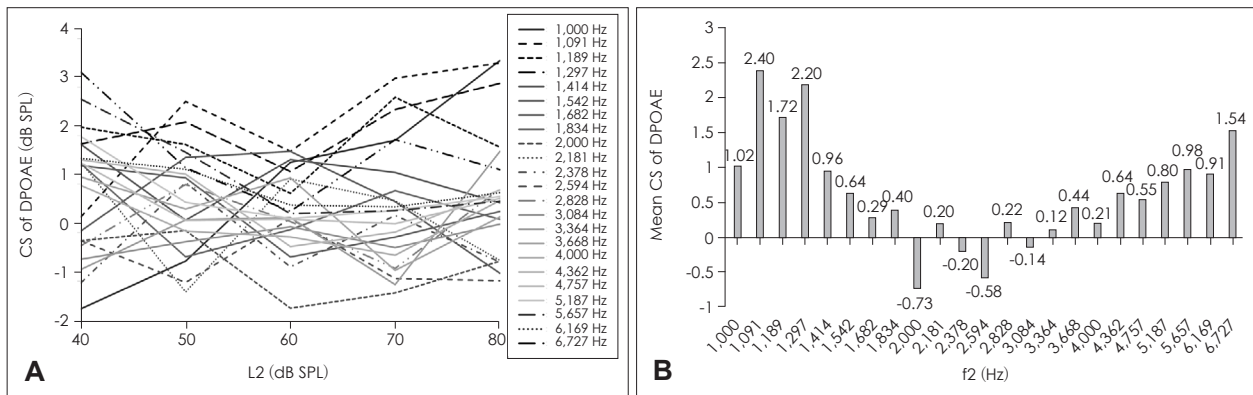 4
3
2
1
0
-1
-2
CS of DPOAE (dB SPL)
40 50 60 70 80
L2 (dB SPL)
A
1,000 Hz
1,091 Hz
1,189 Hz
1,297 Hz
1,414 Hz
1,542 Hz
1,682 Hz
1,834 Hz
2,000 Hz
2,181 Hz
2,378 Hz
2,594 Hz
2,828 Hz
3,084 Hz
3,364 Hz
3,668 Hz
4,000 Hz
4,362 Hz
4,757 Hz
5,187 Hz
5,657 Hz
6,169 Hz
6,727 Hz
3
2.5
2
1.5
1
0.5
0
-0.5
-1
Mean CS of DPOAE
1.02 2.40 1.72 2.20 0.96 0.64 0.29 0.40 -0.73 0.20 -0.20 -0.58 0.22 -0.14 0.12 0.44 0.21 0.64 0.55 0.80 0.98 0.91 1.54
1,000 1,091 1,189 1,297 1,414 1,542 1,682 1,834 2,000 2,181 2,378 2,594 2,828 3,084 3,364 3,668 4,000 4,362 4,757 5,187 5,657 6,169 6,727
f2 (Hz)
B